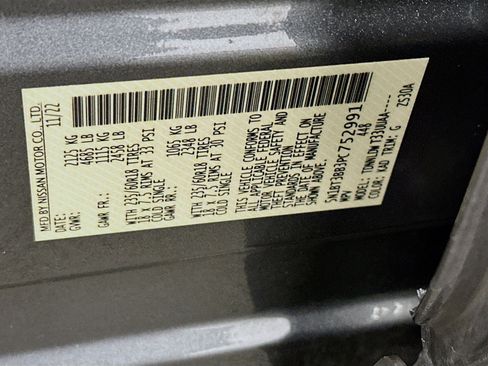 MFD.BY NISSAN MOTOR CO., LTD.
11/22
GVWR: 2125 KG
4685 LB
GAWR FR.: 1115 KG
2458 LB
WITH 235/60R18 TIRES
18 x 7.5 RIMS AT 33 PSI
COLD SINGLE
GAWR RR.: 1065 KG
2348 LB
WITH 235/60R18 TIRES
18 x 7.5 RIMS AT 30 PSI
COLD SINGLE
THIS VEHICLE CONFORMS TO
ALL APPLICABLE FEDERAL
MOTOR VEHICLE SAFETY AND
THEFT PREVENTION
STANDARDS IN EFFECT ON
THE DATE OF MANUFACTURE
SHOWN ABOVE.
5N1BT3BB3PC752991
MPV 448
MODEL:
COLOR: KAD TRIM: G ZS30A